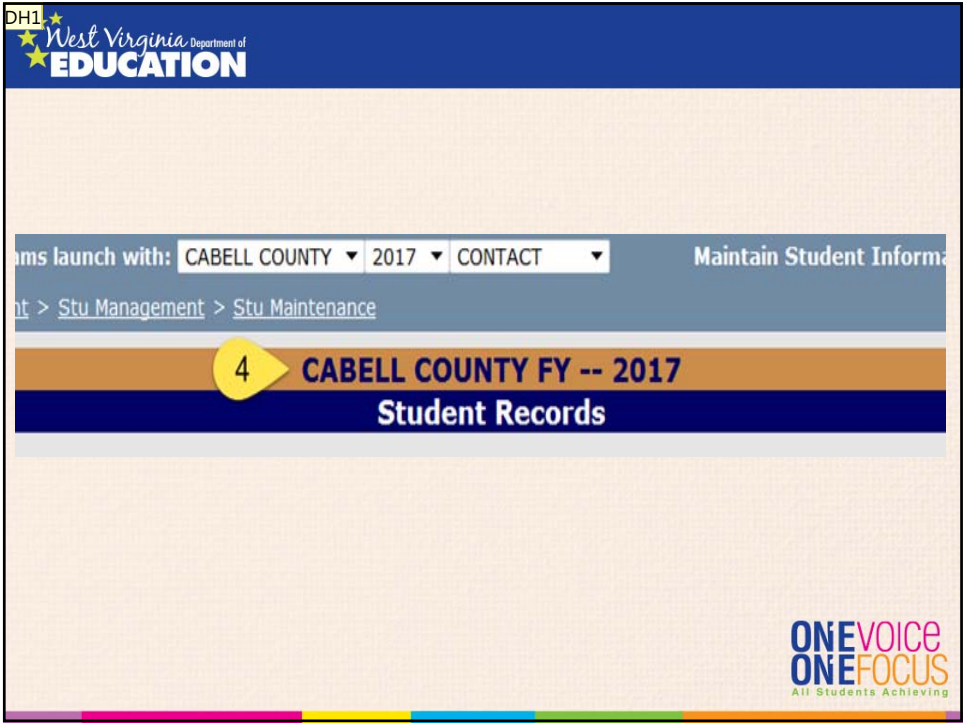 DH1
West Virginia Department of
EDUCATION
ams launch with: CABELL COUNTY 2017 CONTACT Maintain Student Informa
nt > Stu Management > Stu Maintenance
4 CABELL COUNTY FY -- 2017
Student Records
ONEVOICE
ONEFOCUS
All Students Achieving